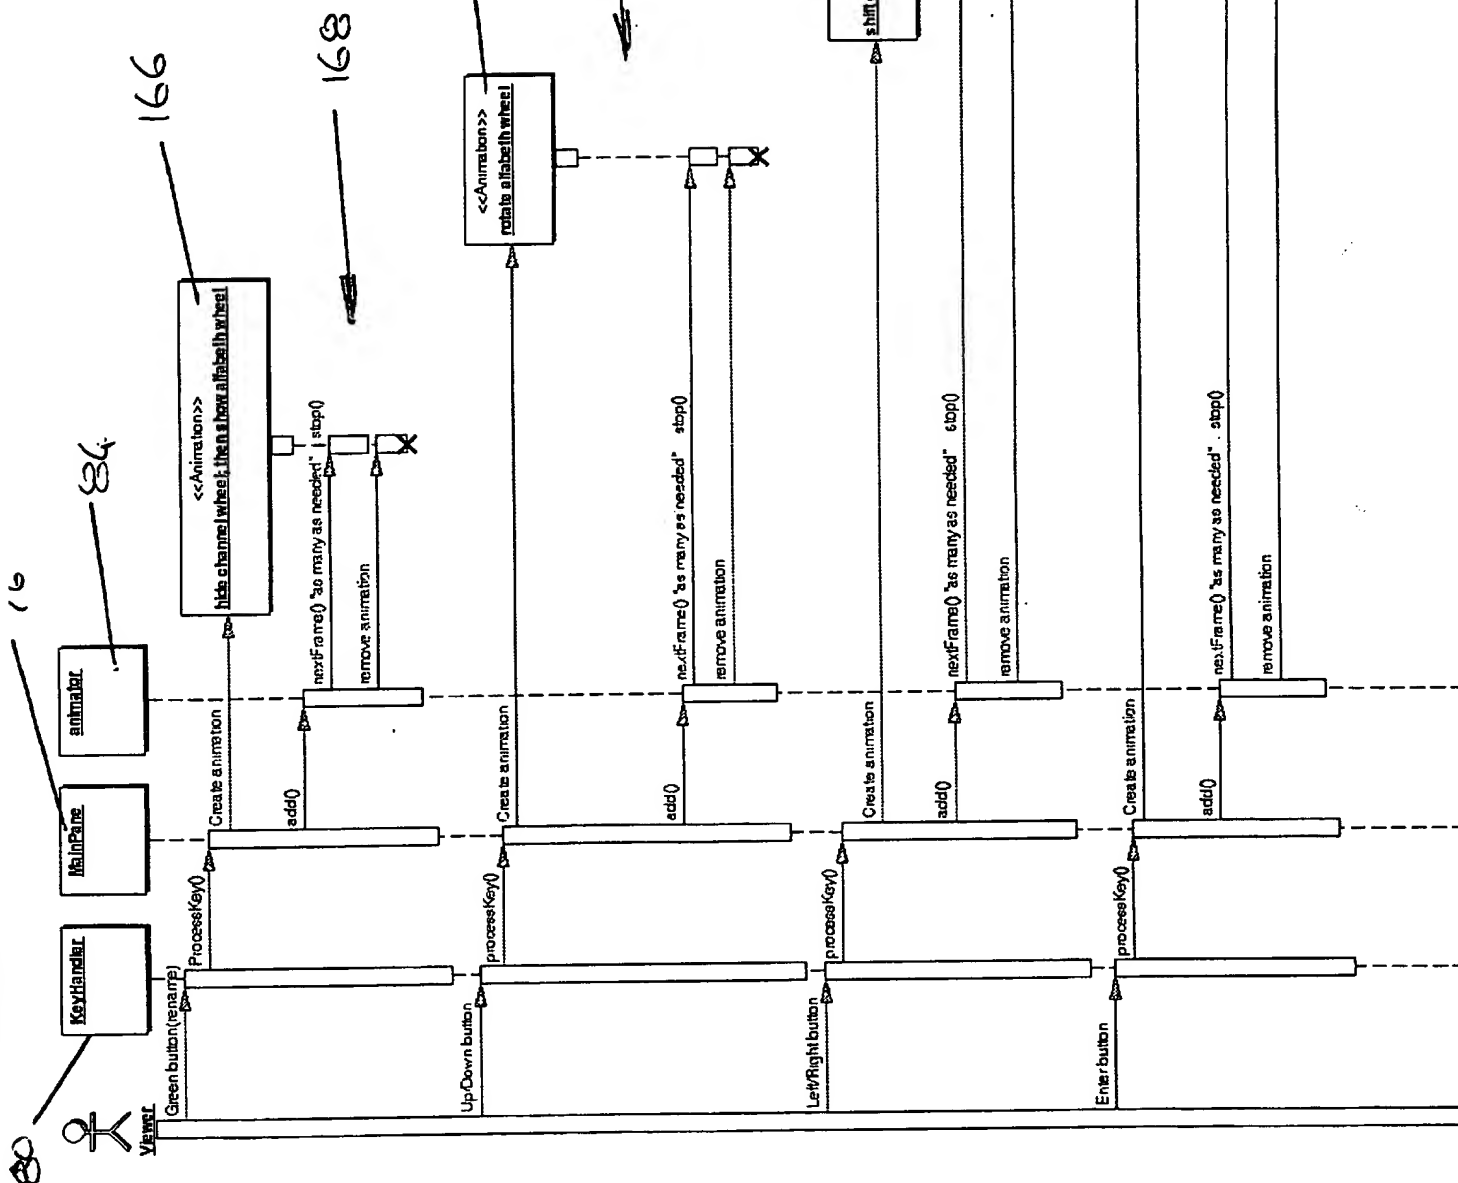 80
Viewer
KeyHandler
MainPane
76
animator
84
<<Animation>>
hide channel wheel; then show alfabeth wheel
166
168
Green button(rename)
ProcessKey()
Create animation
add()
nextFrame() "as many as needed" stop()
remove animation
<<Animation>>
rotate alfabeth wheel
Up/Down button
processKey()
Create animation
add()
nextFrame() "as many as needed" stop()
remove animation
shift
Left/Right button
processKey()
Create animation
add()
nextFrame() "as many as needed" stop()
remove animation
Enter button
processKey()
Create animation
add()
nextFrame() "as many as needed" . stop()
remove animation